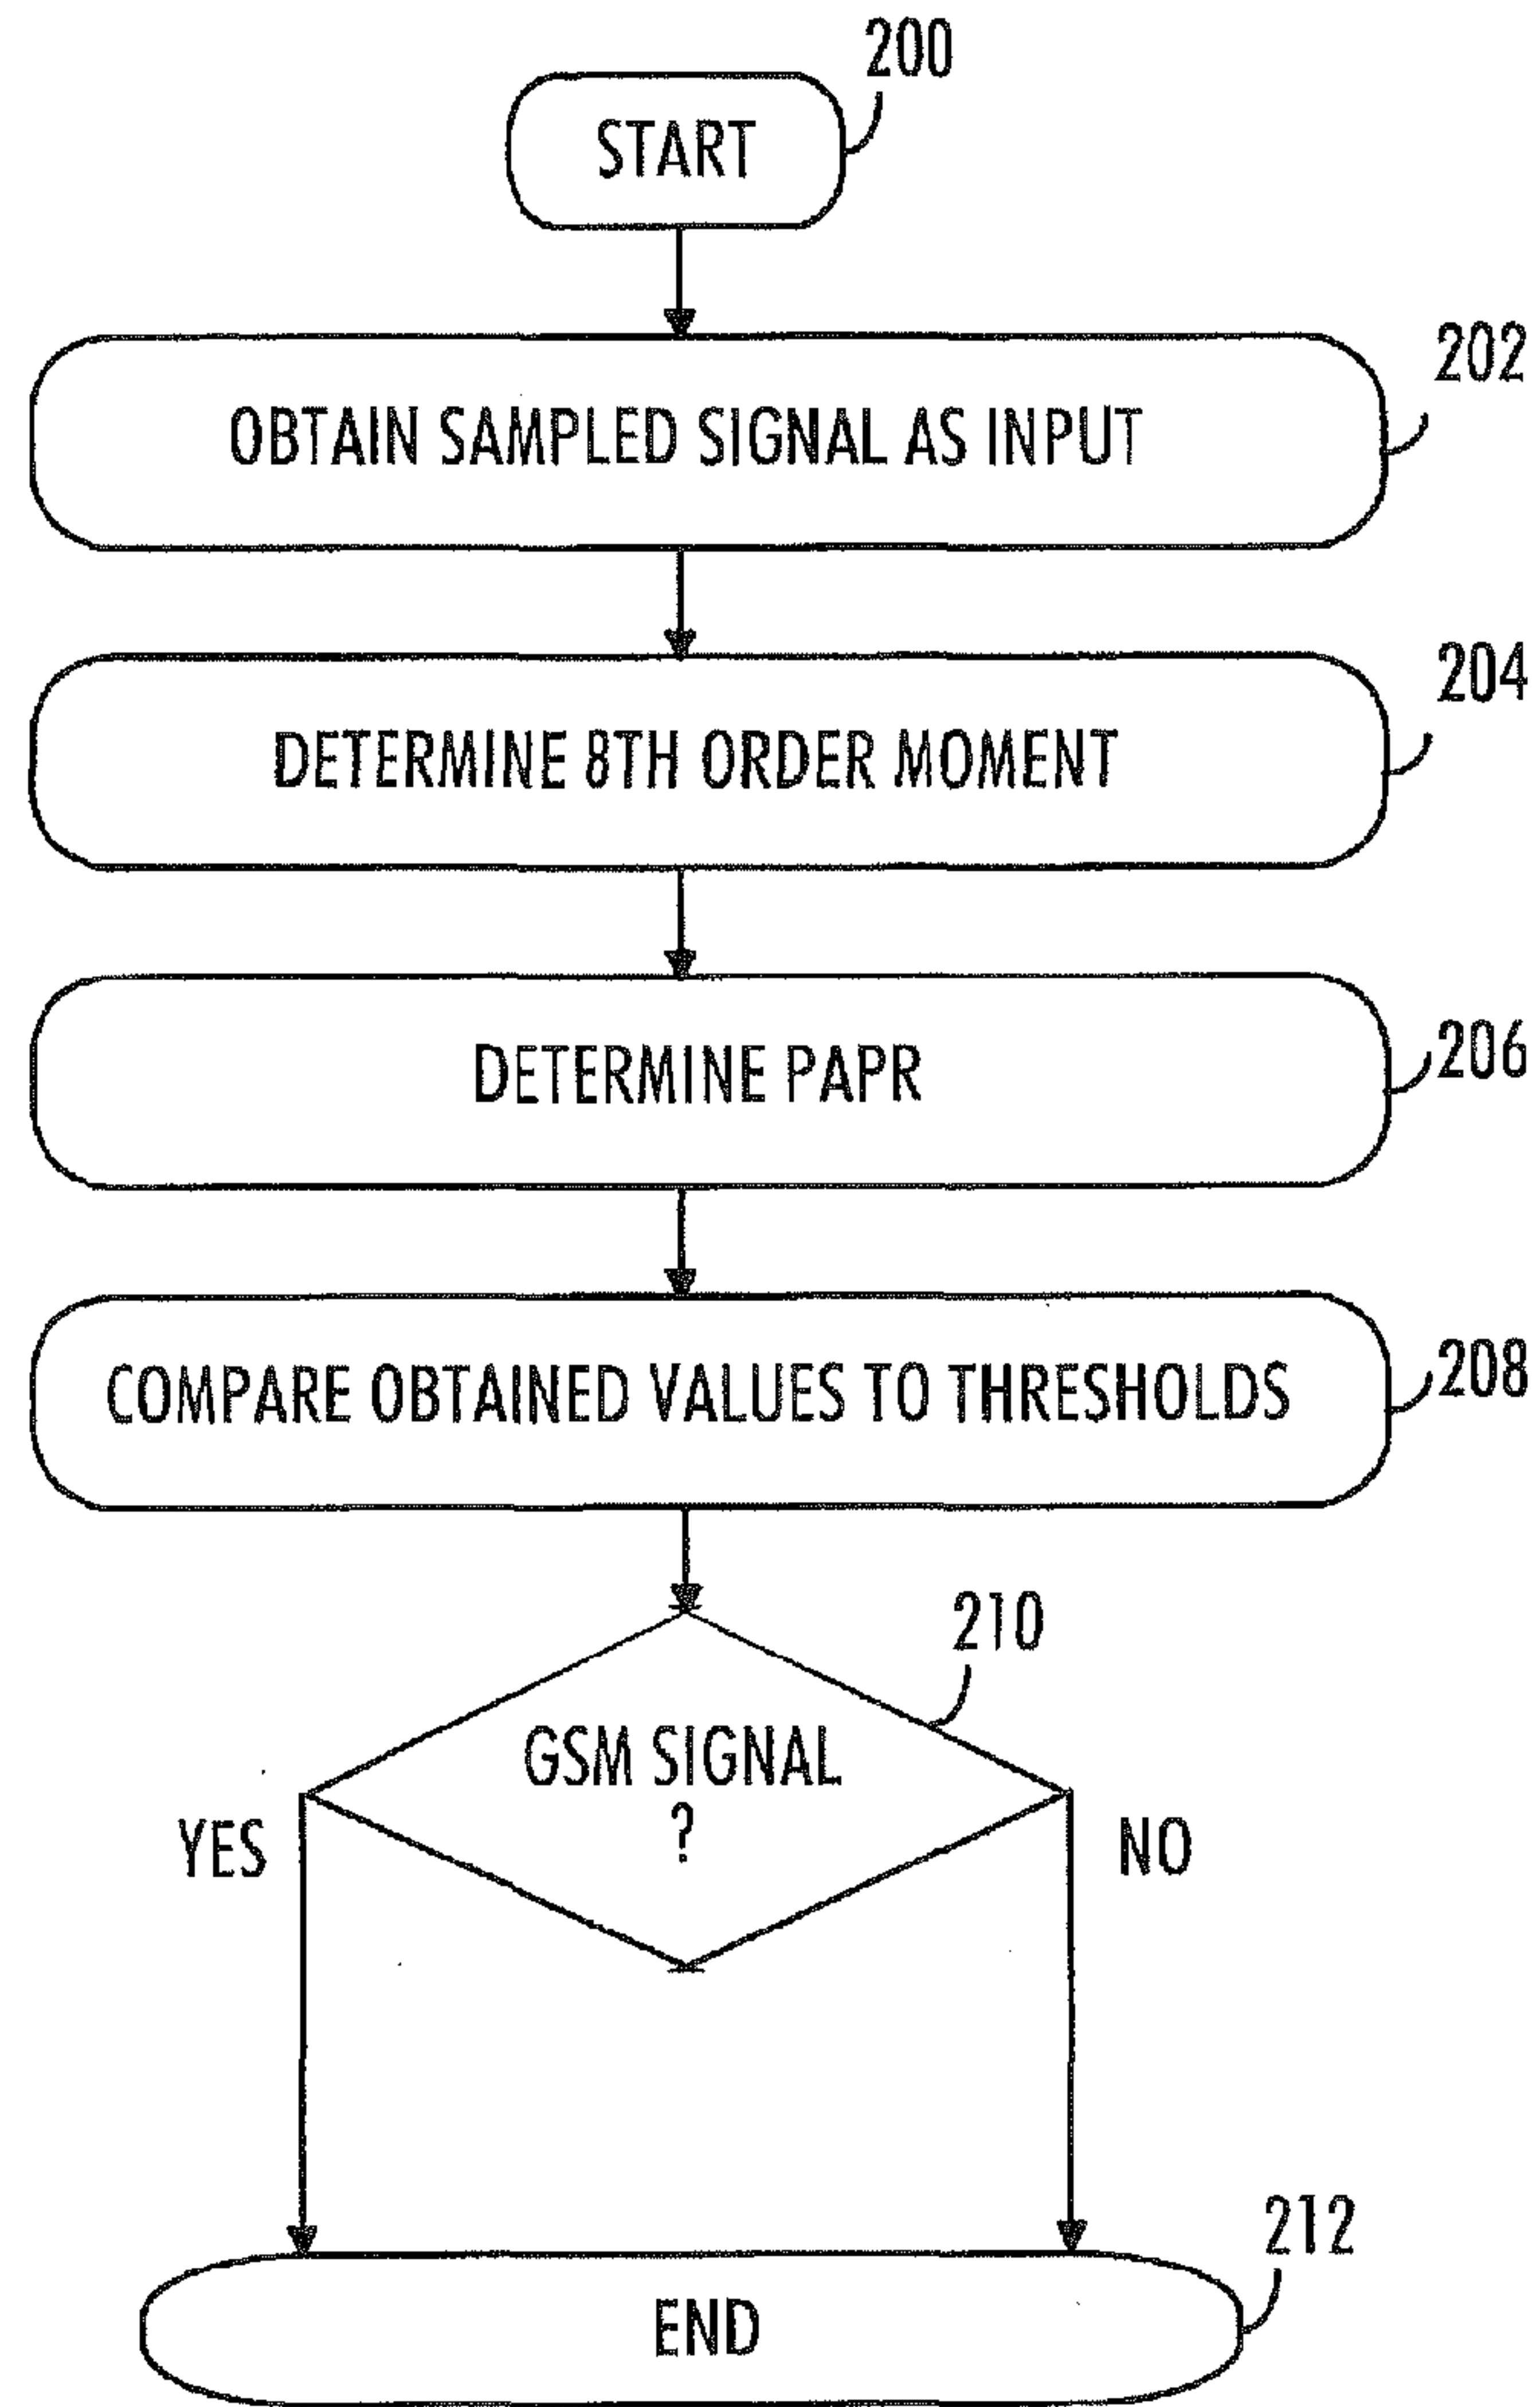 200
START
202
OBTAIN SAMPLED SIGNAL AS INPUT
204
DETERMINE 8TH ORDER MOMENT
206
DETERMINE PAPR
208
COMPARE OBTAINED VALUES TO THRESHOLDS
210
GSM SIGNAL
?
YES
NO
212
END